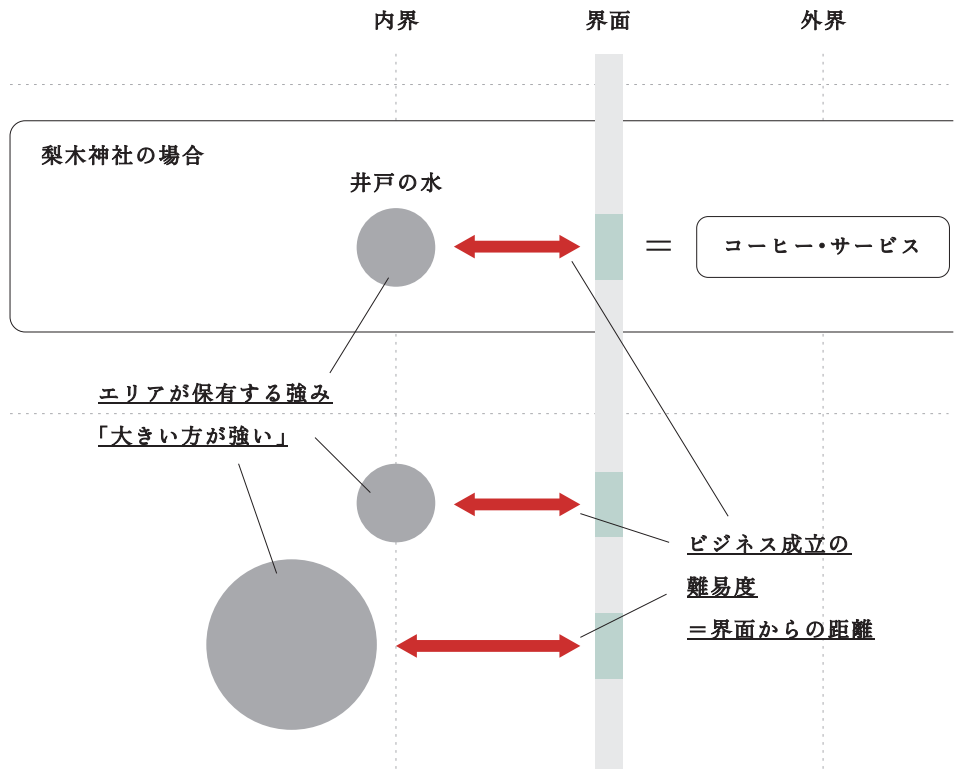 内界
界面
外界
梨木神社の場合
井戸の水
＝
コーヒー・サービス
エリアが保有する強み
「大きい方が強い」
ビジネス成立の
難易度
＝界面からの距離